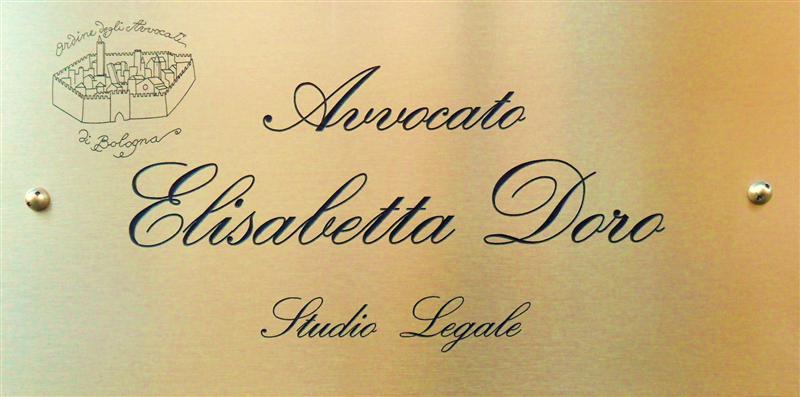 Ordine degli Avvocati
di Bologna
Avvocato
Elisabetta Doro
Studio Legale